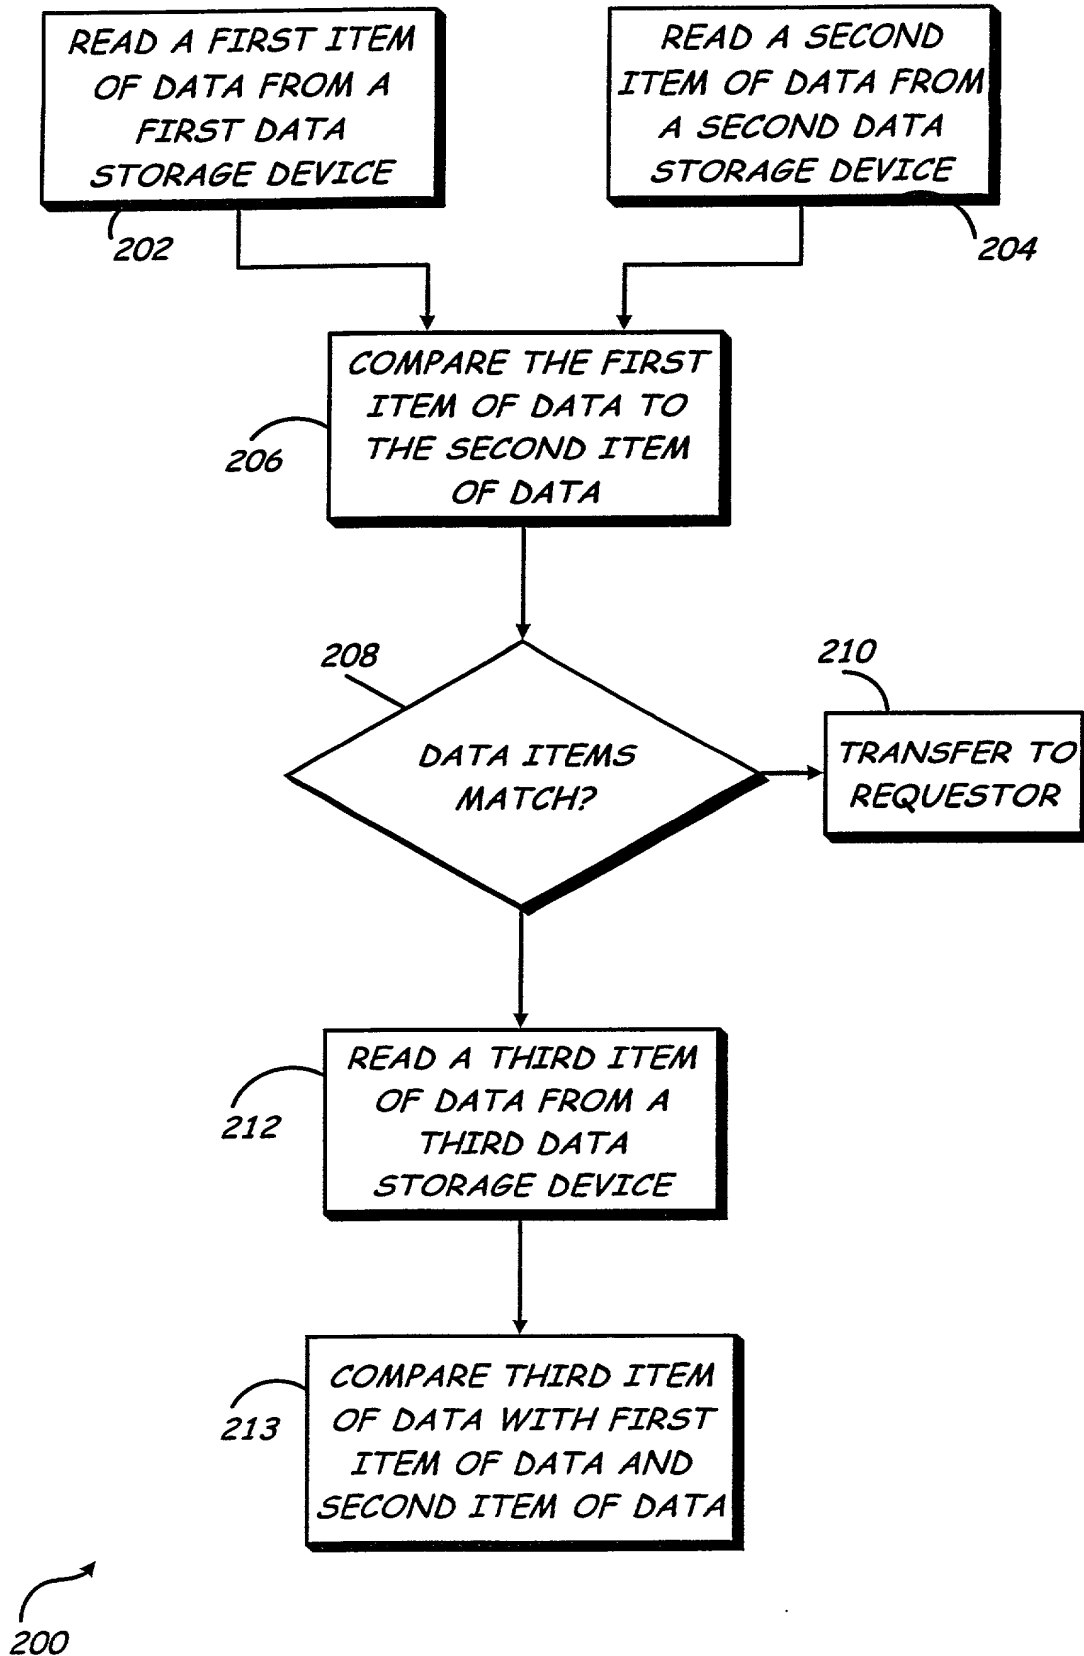 READ A FIRST ITEM
OF DATA FROM A
FIRST DATA
STORAGE DEVICE
202
READ A SECOND
ITEM OF DATA FROM
A SECOND DATA
STORAGE DEVICE
204
COMPARE THE FIRST
ITEM OF DATA TO
THE SECOND ITEM
OF DATA
206
208
DATA ITEMS
MATCH?
210
TRANSFER TO
REQUESTOR
READ A THIRD ITEM
OF DATA FROM A
THIRD DATA
STORAGE DEVICE
212
COMPARE THIRD ITEM
OF DATA WITH FIRST
ITEM OF DATA AND
SECOND ITEM OF DATA
213
200